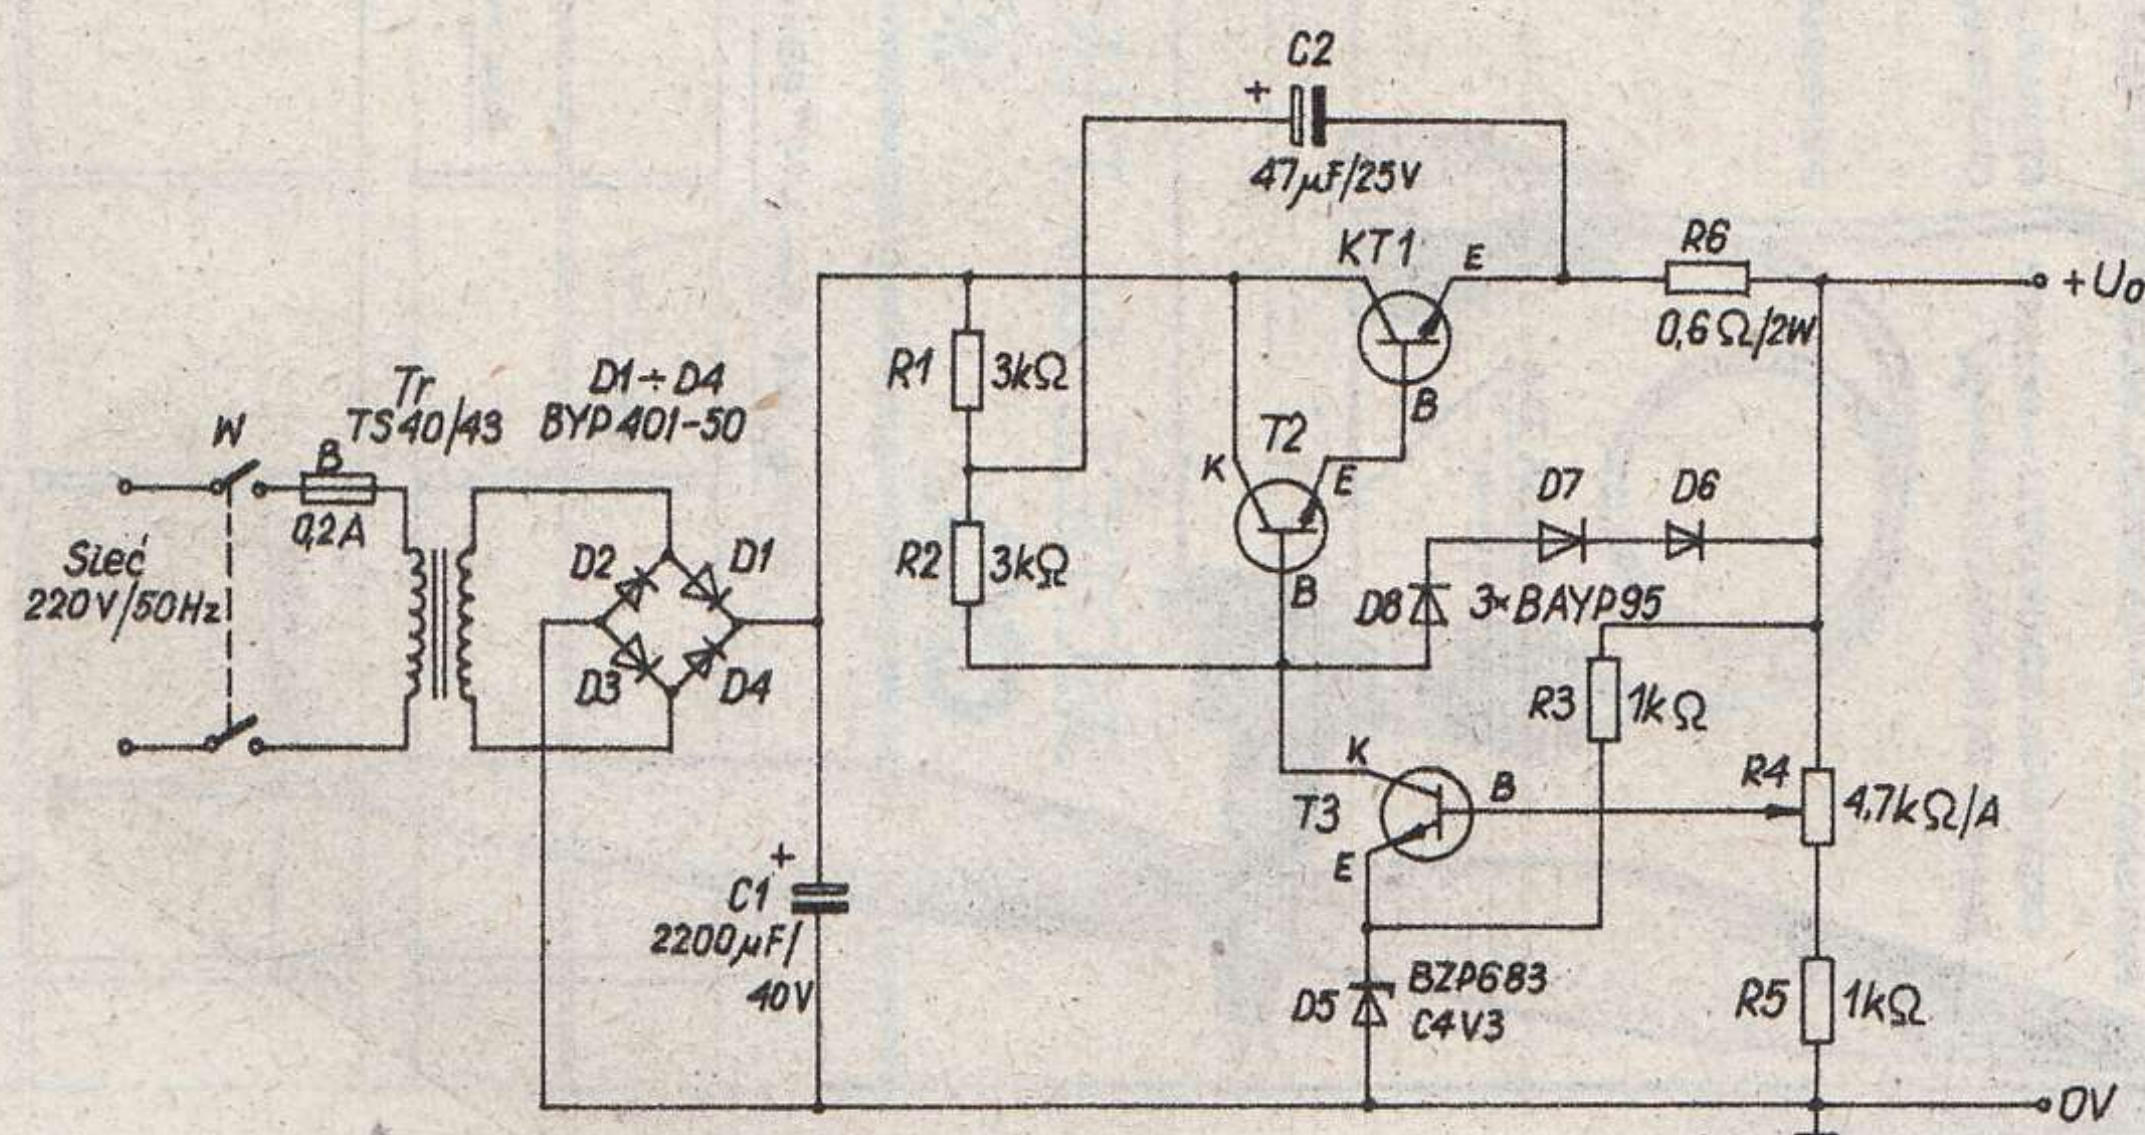 C2
+
47µF/25V
KT1
E
R6
+U0
0,6Ω/2W
B
R1
3kΩ
Tr
TS40/43
D1÷D4
BYP401-50
W
B
0,2A
T2
K
E
D7
D6
Sieć
220V/50Hz
D2
D1
R2
3kΩ
B
D8
3×BAYP95
D3
D4
R3
1kΩ
K
B
T3
E
R4
4,7kΩ/A
+
C1
2200µF/
40V
D5
BZP683
C4V3
R5
1kΩ
0V